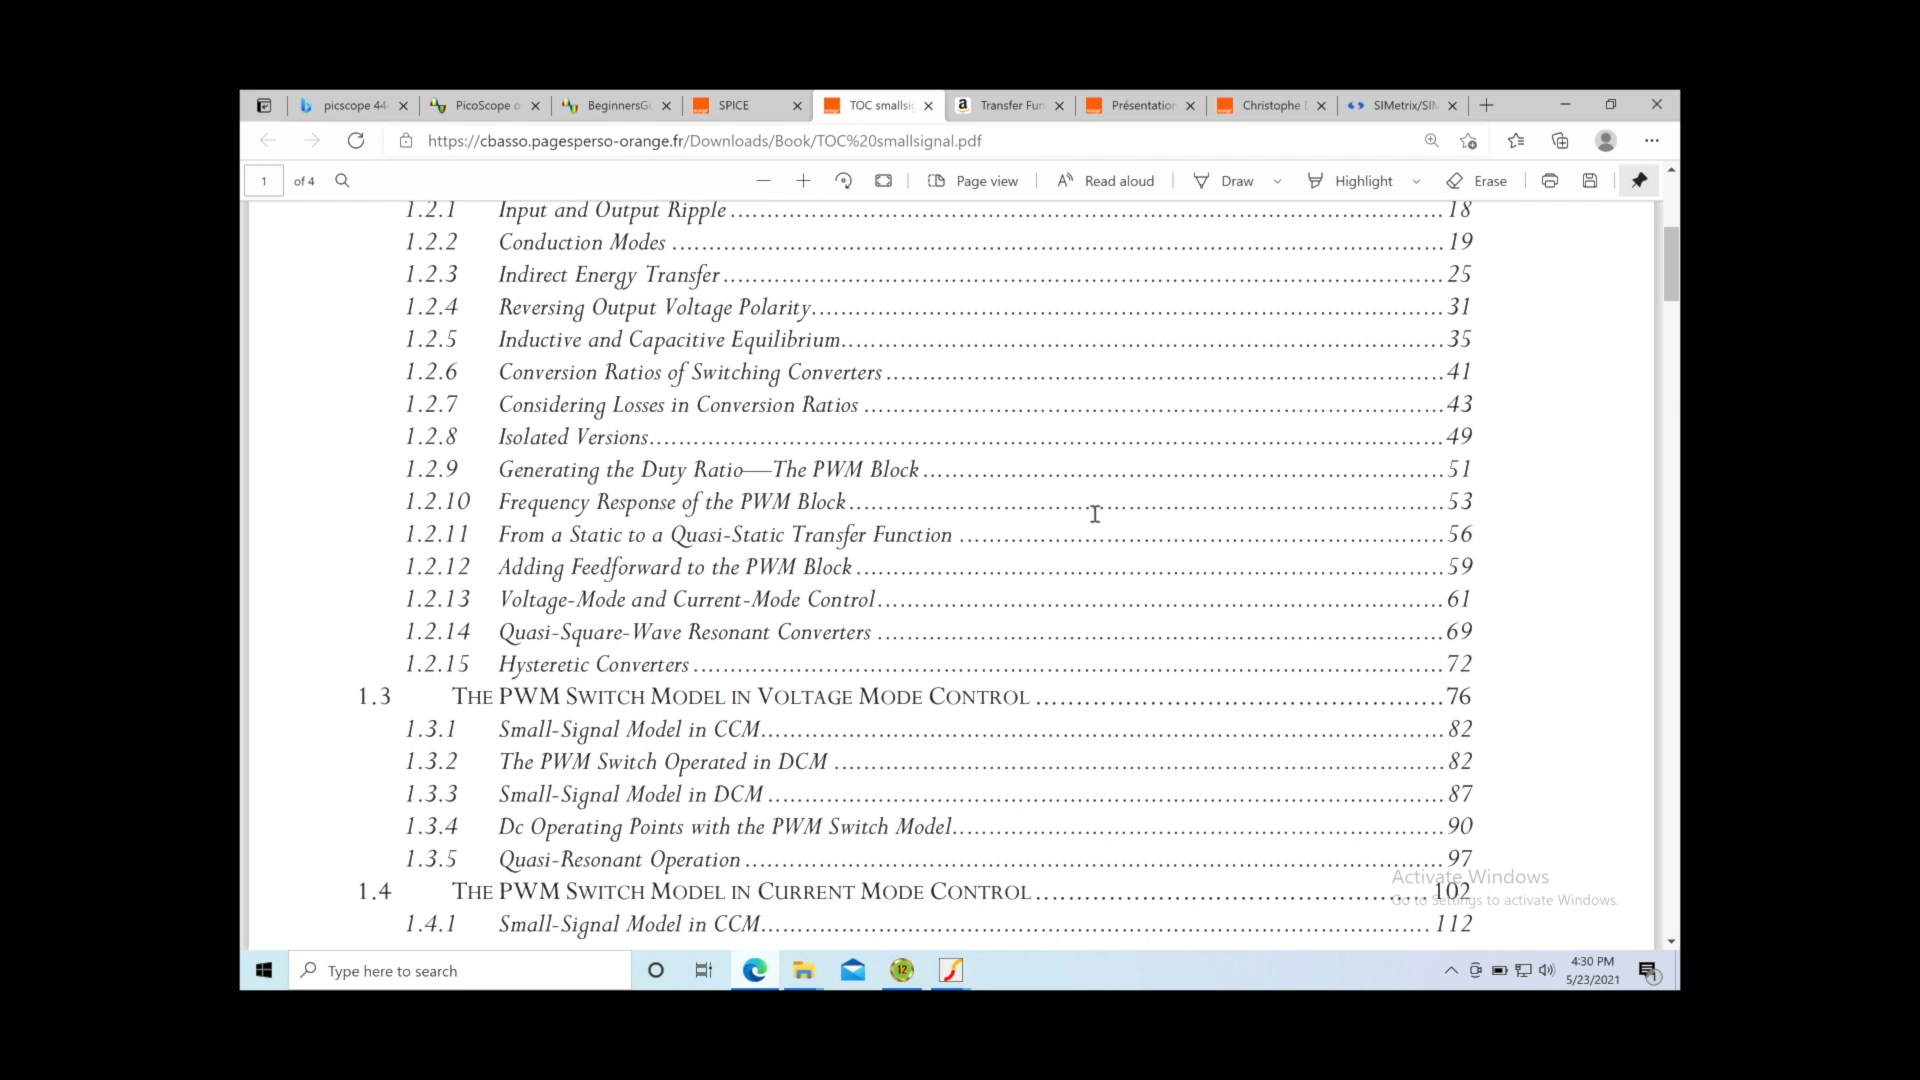 picscope 44
PicoScope o
BeginnersGu
SPICE
TOC smallsi
Transfer Fun
Présentation
Christophe B
SIMetrix/SIM
https://cbasso.pagesperso-orange.fr/Downloads/Book/TOC%20smallsignal.pdf
1 of 4
Page view
Read aloud
Draw
Highlight
Erase
1.2.1 Input and Output Ripple 18
1.2.2 Conduction Modes 19
1.2.3 Indirect Energy Transfer 25
1.2.4 Reversing Output Voltage Polarity 31
1.2.5 Inductive and Capacitive Equilibrium 35
1.2.6 Conversion Ratios of Switching Converters 41
1.2.7 Considering Losses in Conversion Ratios 43
1.2.8 Isolated Versions 49
1.2.9 Generating the Duty Ratio—The PWM Block 51
1.2.10 Frequency Response of the PWM Block 53
1.2.11 From a Static to a Quasi-Static Transfer Function 56
1.2.12 Adding Feedforward to the PWM Block 59
1.2.13 Voltage-Mode and Current-Mode Control 61
1.2.14 Quasi-Square-Wave Resonant Converters 69
1.2.15 Hysteretic Converters 72
1.3 THE PWM SWITCH MODEL IN VOLTAGE MODE CONTROL 76
1.3.1 Small-Signal Model in CCM 82
1.3.2 The PWM Switch Operated in DCM 82
1.3.3 Small-Signal Model in DCM 87
1.3.4 Dc Operating Points with the PWM Switch Model 90
1.3.5 Quasi-Resonant Operation 97
1.4 THE PWM SWITCH MODEL IN CURRENT MODE CONTROL 102
1.4.1 Small-Signal Model in CCM 112
Activate Windows
Go to Settings to activate Windows.
Type here to search
12
4:30 PM
5/23/2021
1